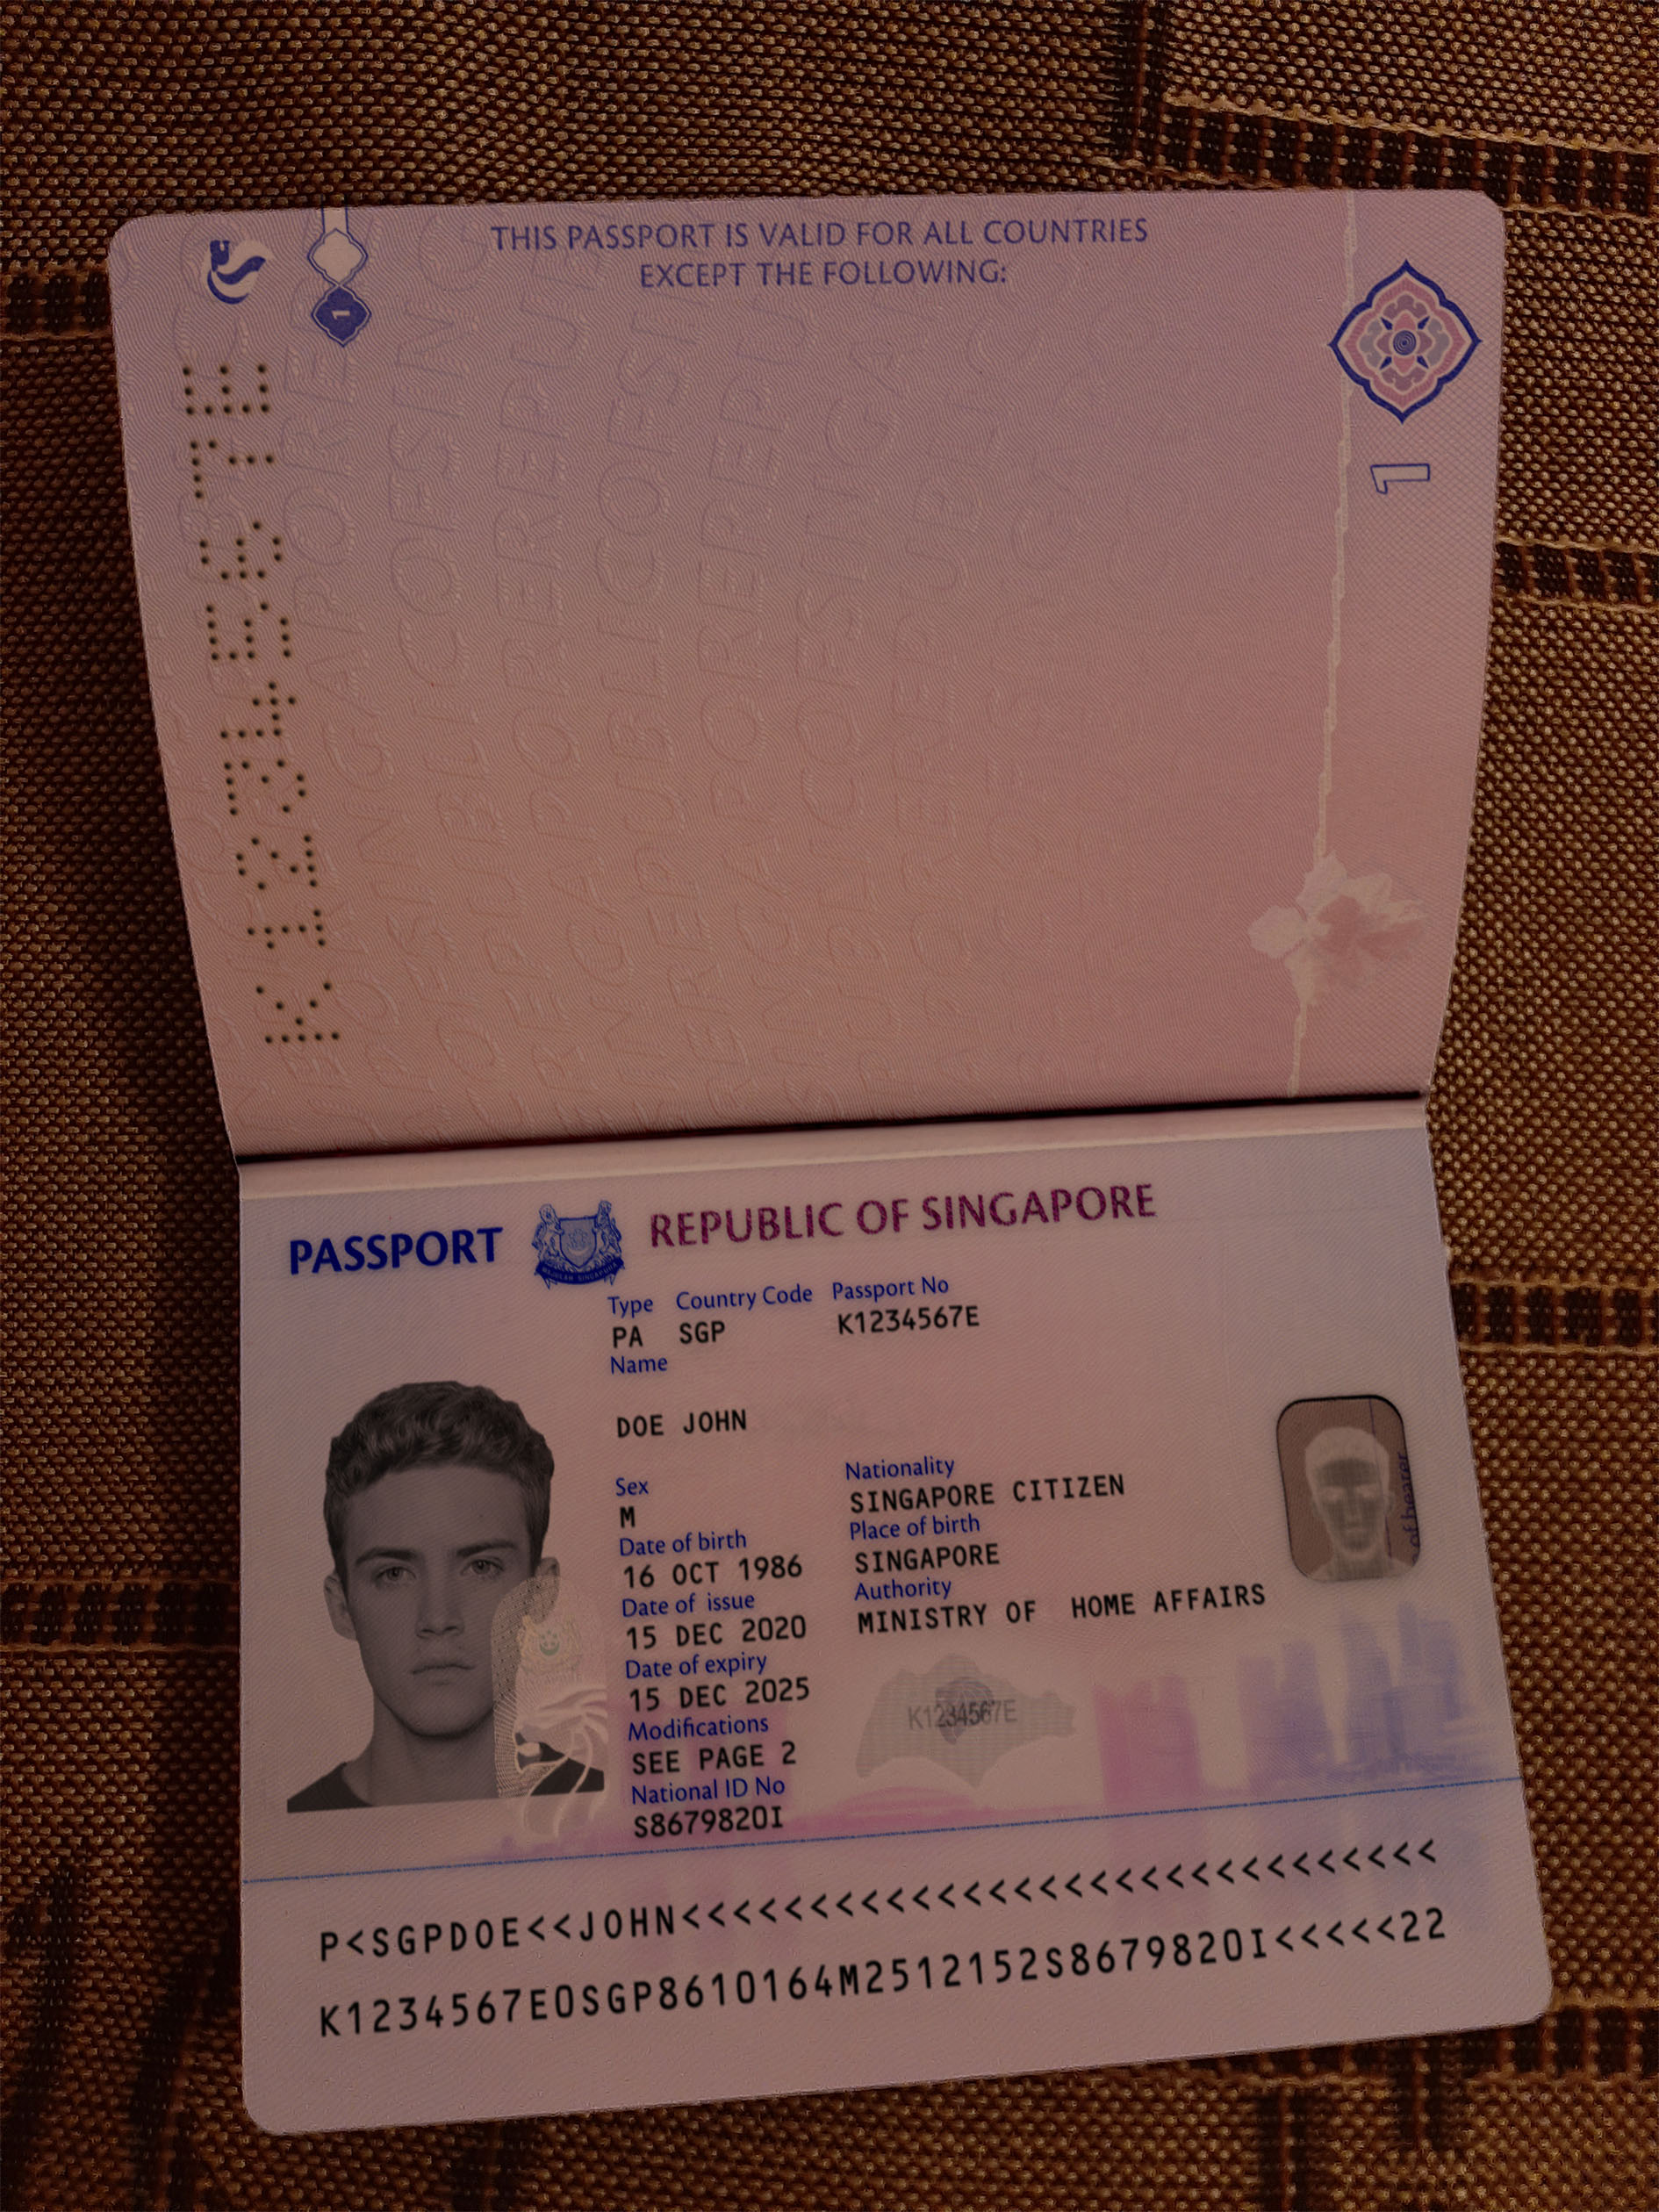 THIS PASSPORT IS VALID FOR ALL COUNTRIES
EXCEPT THE FOLLOWING:
1
1
K1234567E
PASSPORT REPUBLIC OF SINGAPORE
Type Country Code Passport No
PA SGP K1234567E
Name
DOE JOHN
Sex Nationality
M SINGAPORE CITIZEN
Date of birth Place of birth
16 OCT 1986 SINGAPORE
Date of issue Authority
15 DEC 2020 MINISTRY OF HOME AFFAIRS
Date of expiry
15 DEC 2025
K1234567E
Modifications
SEE PAGE 2
National ID No
S8679820I
of bearer
P<SGPDOE<<JOHN<<<<<<<<<<<<<<<<<<<<<<<<<<<<<<
K1234567E0SGP8610164M2512152S8679820I<<<<<22